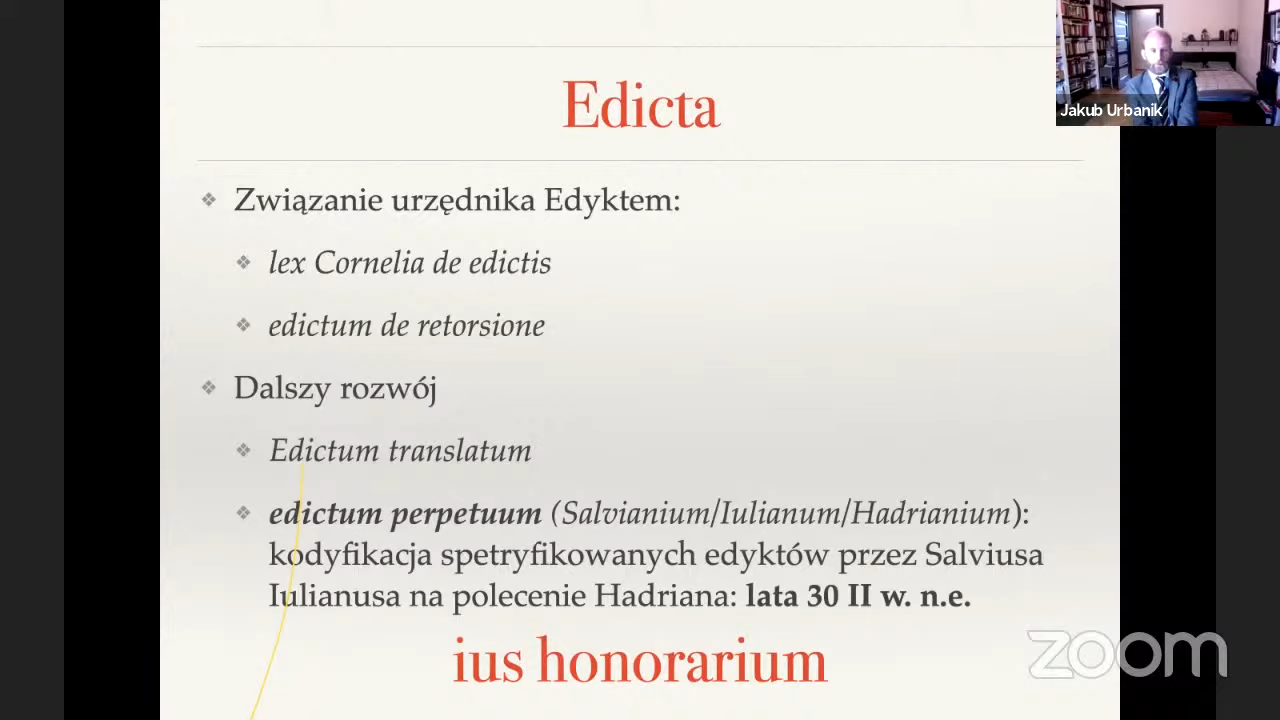 Edicta
Jakub Urbanik
Związanie urzędnika Edyktem:
lex Cornelia de edictis
edictum de retorsione
Dalszy rozwój
Edictum translatum
edictum perpetuum (Salvianium/Iulianum/Hadrianium):
kodyfikacja spetryfikowanych edyktów przez Salviusa
Iulianusa na polecenie Hadriana: lata 30 II w. n.e.
ius honorarium
zoom